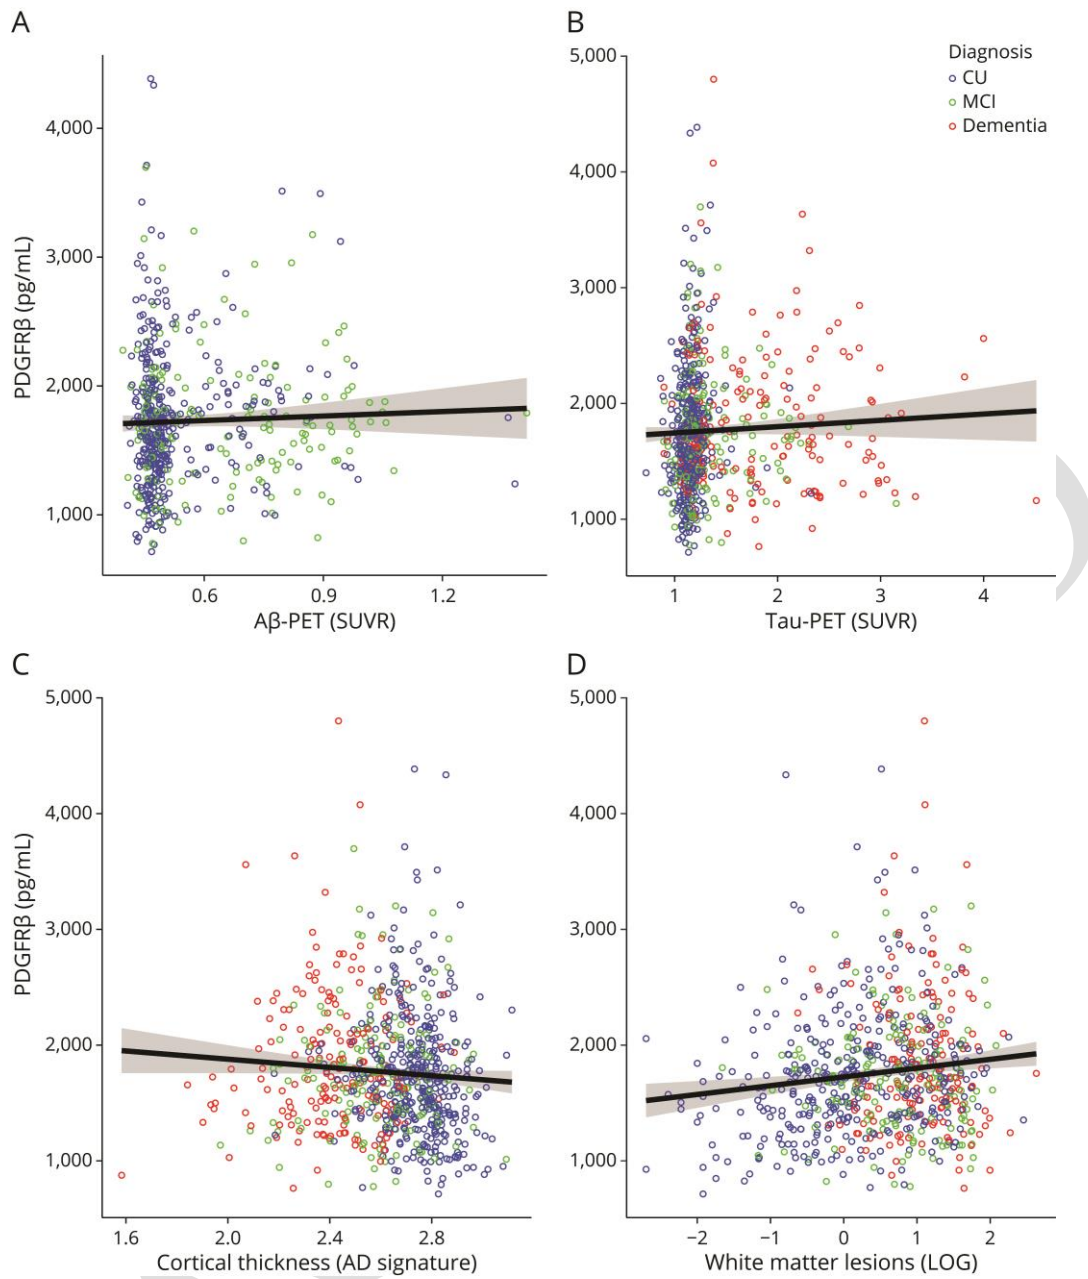 A
PDGFRβ (pg/mL)
4,000
3,000
2,000
1,000
0.6 0.9 1.2
Aβ-PET (SUVR)
B
5,000
4,000
3,000
2,000
1,000
1 2 3 4
Tau-PET (SUVR)
Diagnosis
CU
MCI
Dementia
C
PDGFRβ (pg/mL)
5,000
4,000
3,000
2,000
1,000
1.6 2.0 2.4 2.8
Cortical thickness (AD signature)
D
5,000
4,000
3,000
2,000
1,000
−2 −1 0 1 2
White matter lesions (LOG)